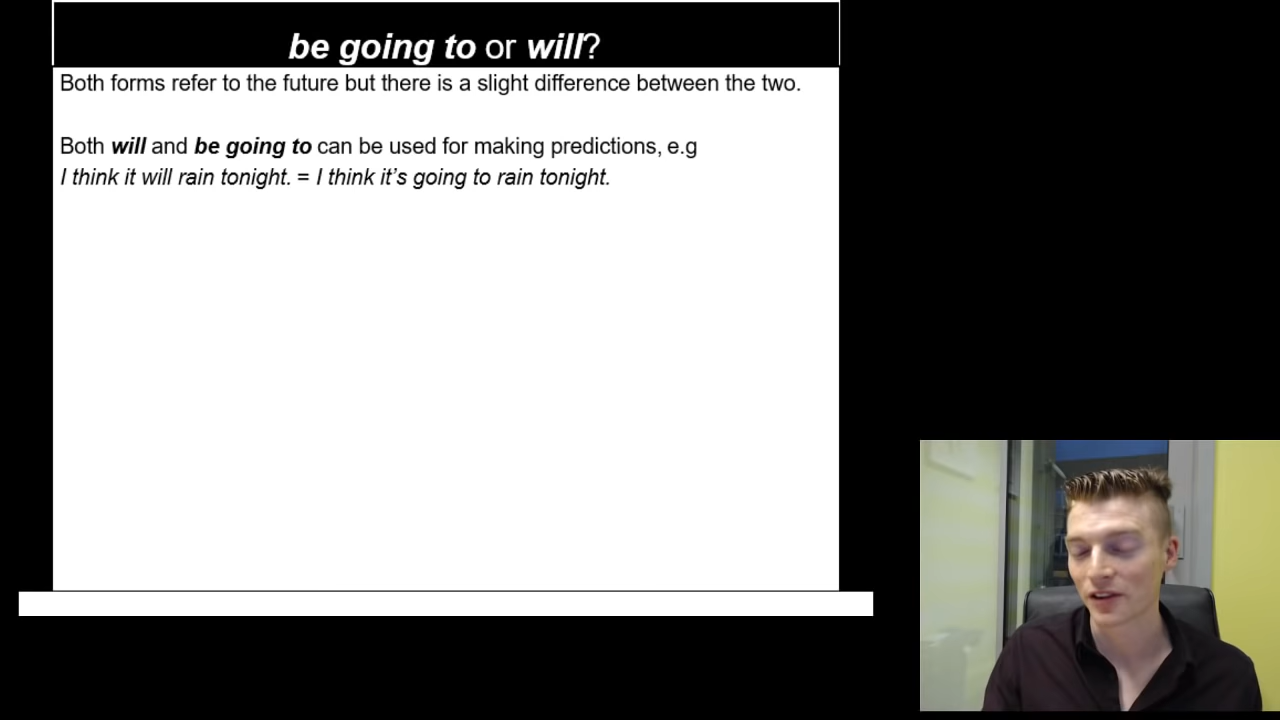 be going to or will?
Both forms refer to the future but there is a slight difference between the two.
Both will and be going to can be used for making predictions, e.g
I think it will rain tonight. = I think it's going to rain tonight.